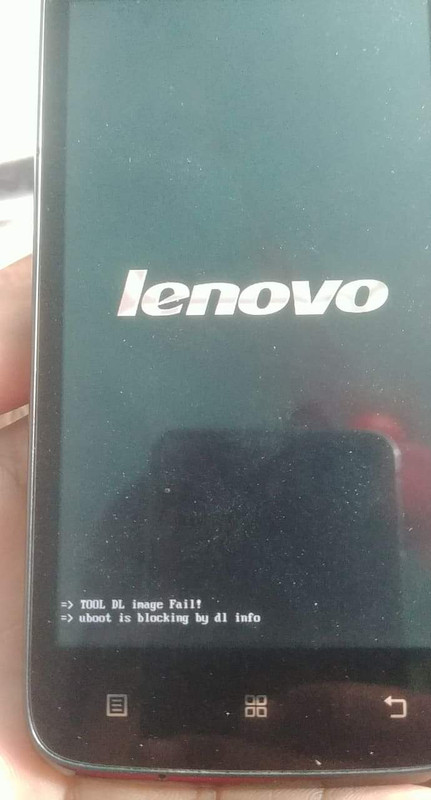 lenovo
=> TOOL DL image Fail!
=> uboot is blocking by dl info